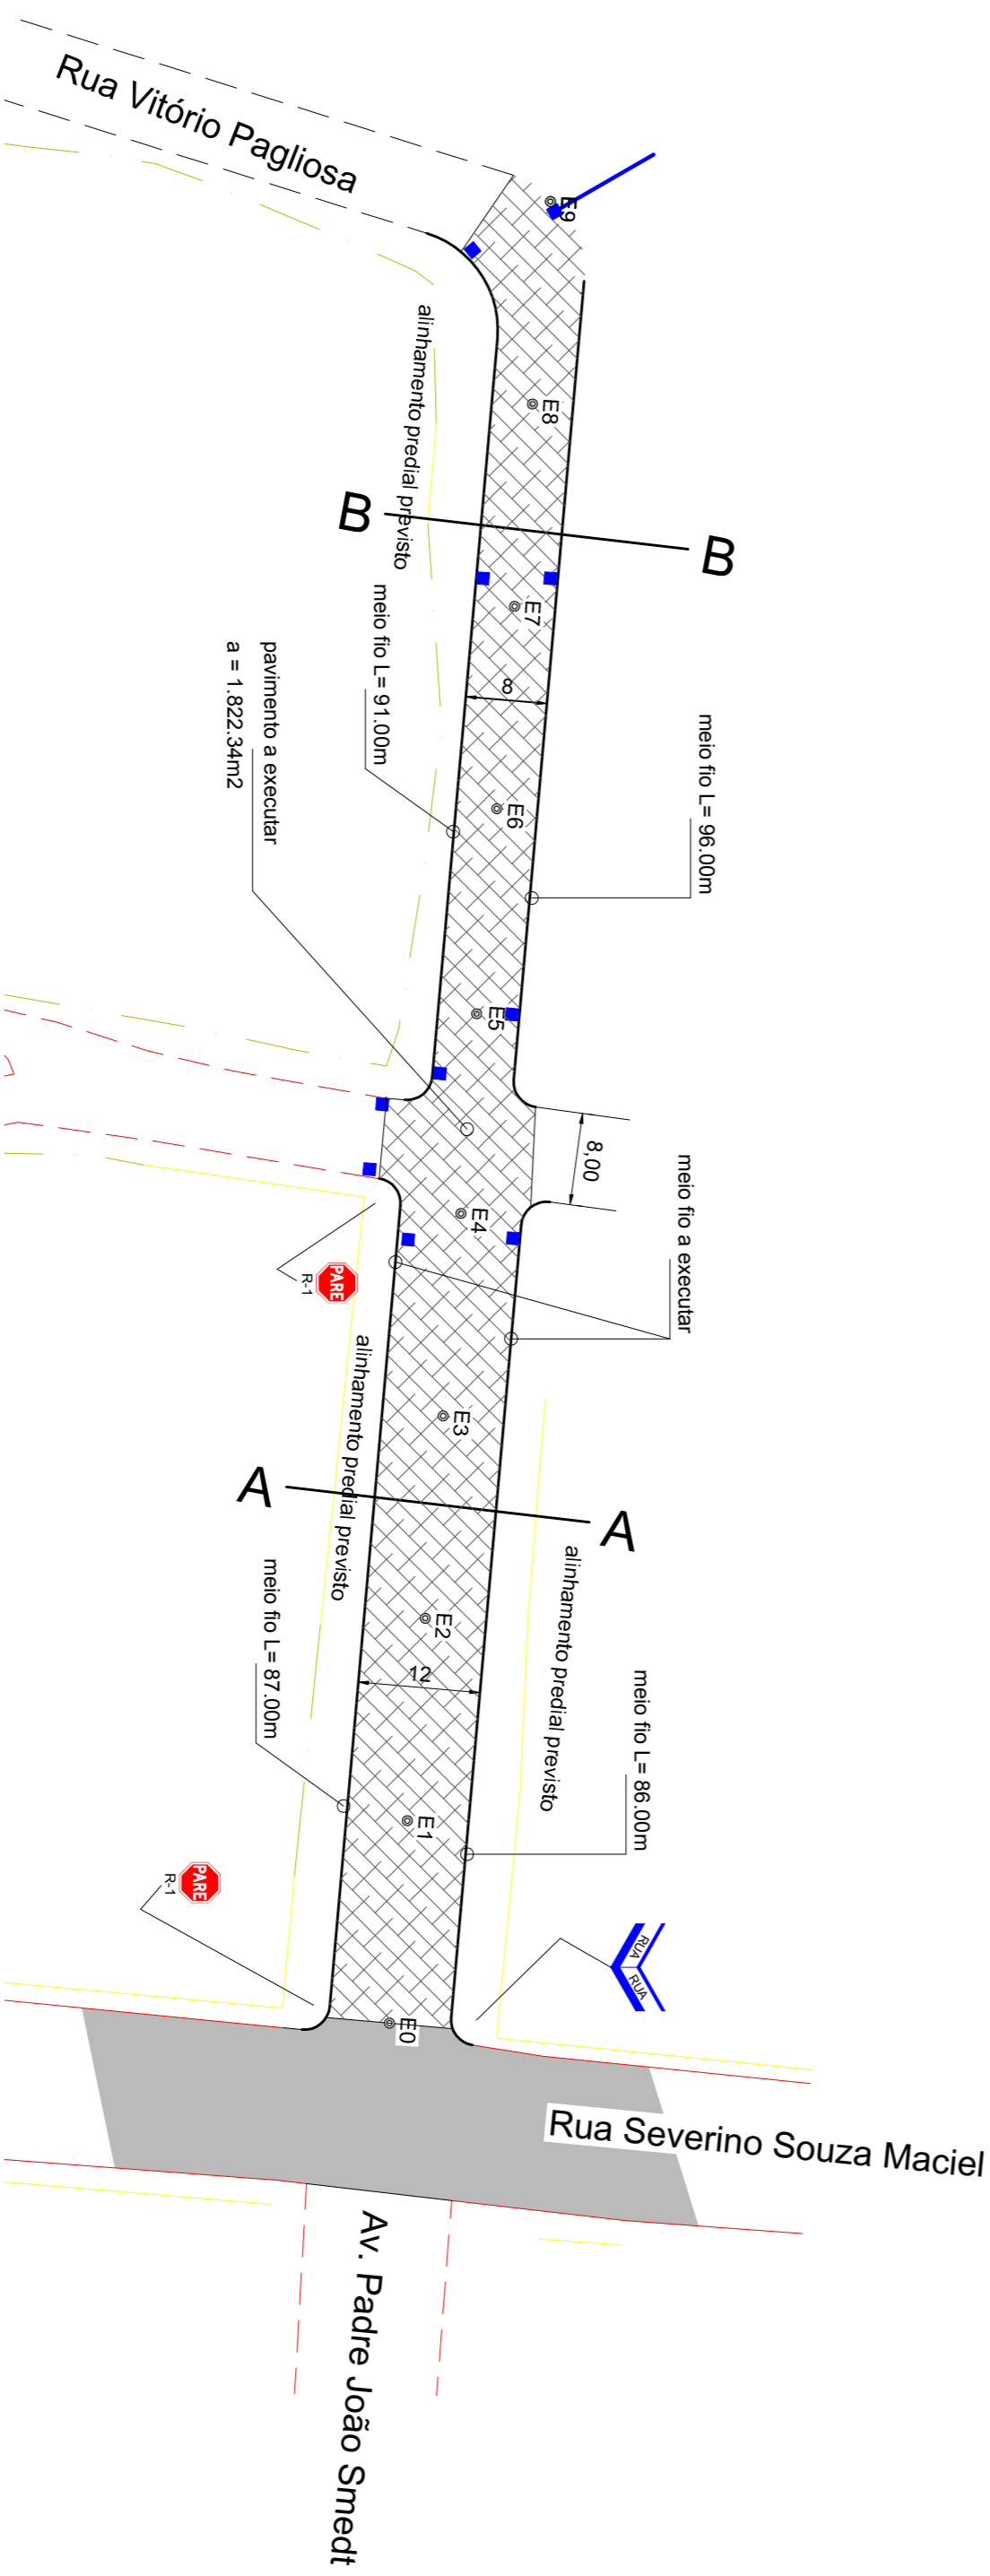 Rua Vitório Pagliosa
E9
alinhamento predial previsto
E8
B
B
meio fio L= 91.00m
E7
pavimento a executar
a = 1.822.34m2
8
meio fio L= 96.00m
E6
E5
8,00
meio fio a executar
E4
PARE
R-1
alinhamento predial previsto
E3
A
A
alinhamento predial previsto
meio fio L= 87.00m
E2
12
meio fio L= 86.00m
E1
PARE
R-1
RUA
RUA
E0
Rua Severino Souza Maciel
Av. Padre João Smedt